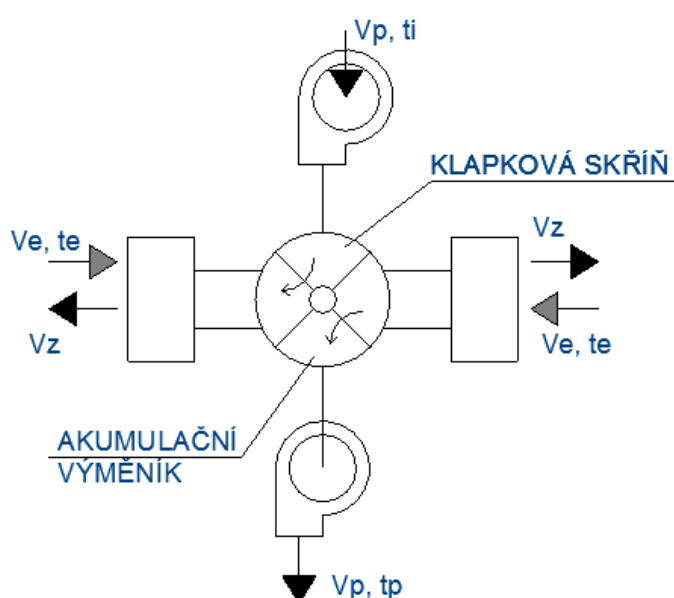 Vp, ti
KLAPKOVÁ SKŘÍŇ
Ve, te
Vz
Vz
Ve, te
AKUMULAČNÍ
VÝMĚNÍK
Vp, tp